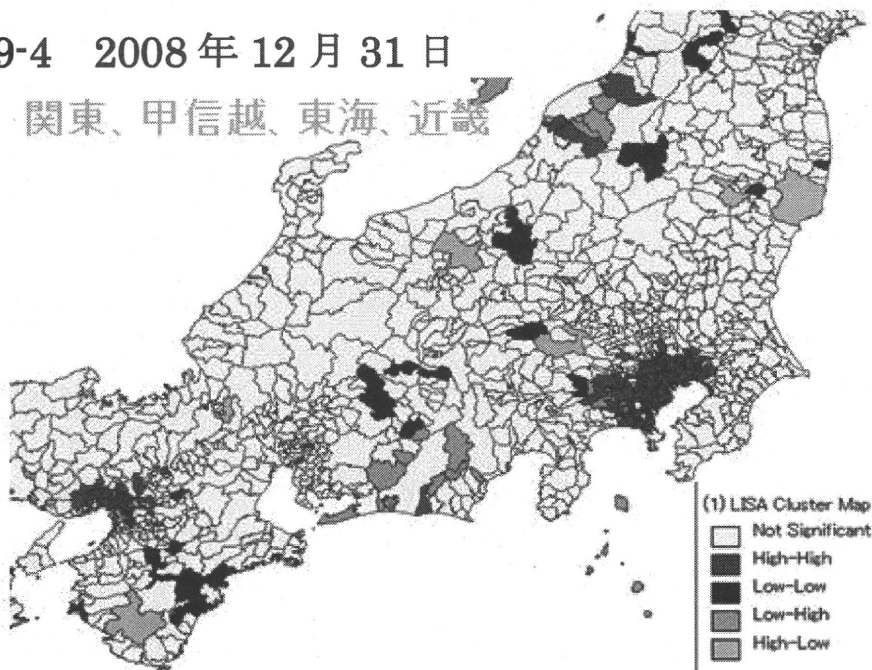 9-4 2008年12月31日
関東、甲信越、東海、近畿
(1) LISA Cluster Map
Not Significant
High-High
Low-Low
Low-High
High-Low